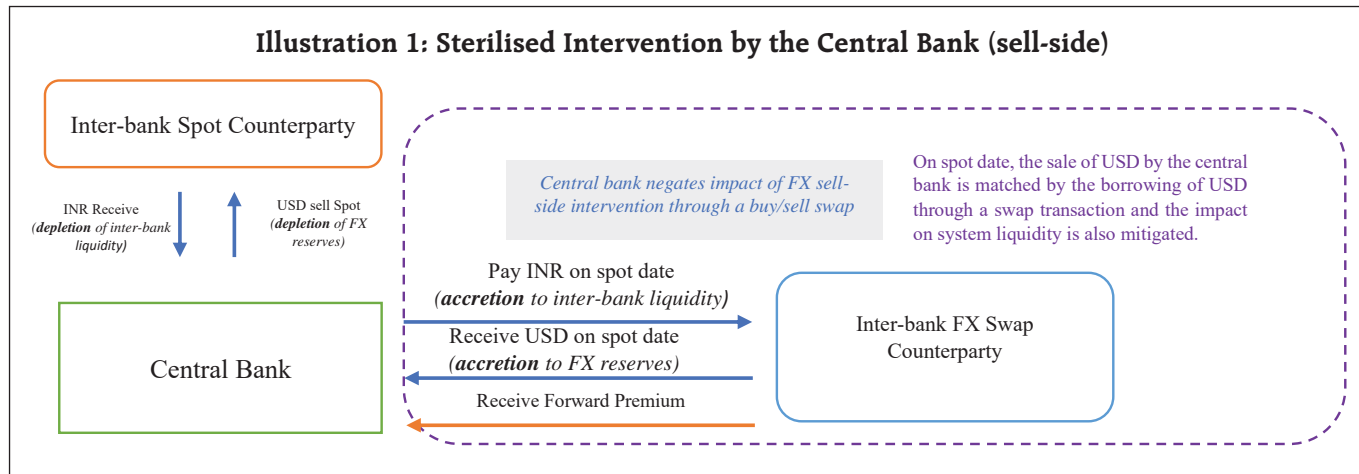 Illustration 1: Sterilised Intervention by the Central Bank (sell-side)
Inter-bank Spot Counterparty
INR Receive
(depletion of inter-bank
liquidity)
USD sell Spot
(depletion of FX
reserves)
Central Bank
Central bank negates impact of FX sell-
side intervention through a buy/sell swap
On spot date, the sale of USD by the central
bank is matched by the borrowing of USD
through a swap transaction and the impact
on system liquidity is also mitigated.
Pay INR on spot date
(accretion to inter-bank liquidity)
Receive USD on spot date
(accretion to FX reserves)
Receive Forward Premium
Inter-bank FX Swap
Counterparty